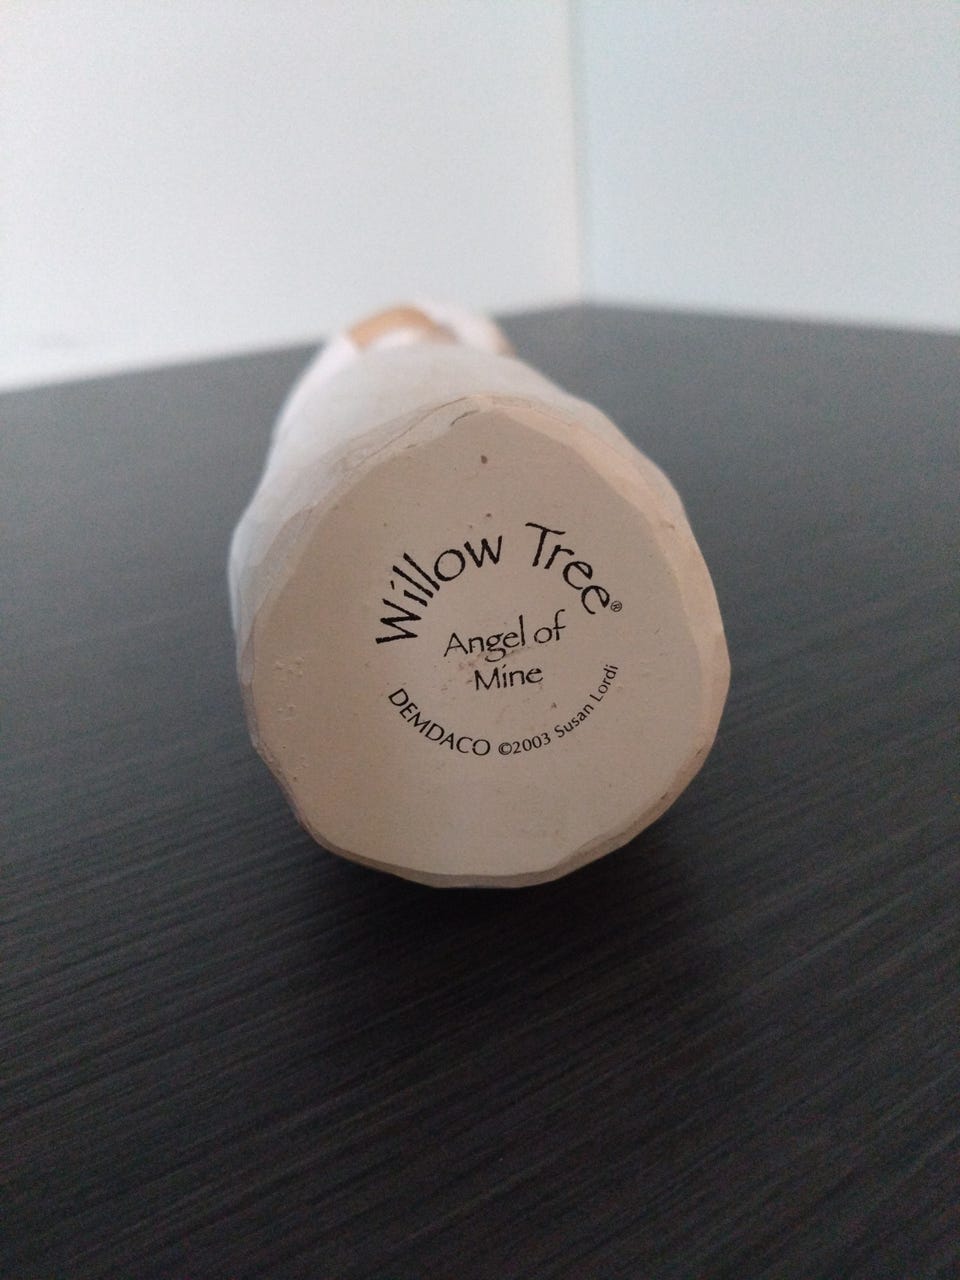 Willow Tree®
Angel of
Mine
DEMDACO ©2003 Susan Lordi